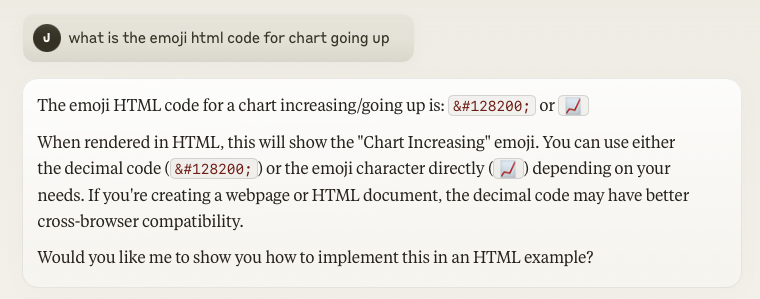 J what is the emoji html code for chart going up
The emoji HTML code for a chart increasing/going up is: &#128200; or 📈
When rendered in HTML, this will show the "Chart Increasing" emoji. You can use either
the decimal code (&#128200;) or the emoji character directly (📈) depending on your
needs. If you're creating a webpage or HTML document, the decimal code may have better
cross-browser compatibility.
Would you like me to show you how to implement this in an HTML example?